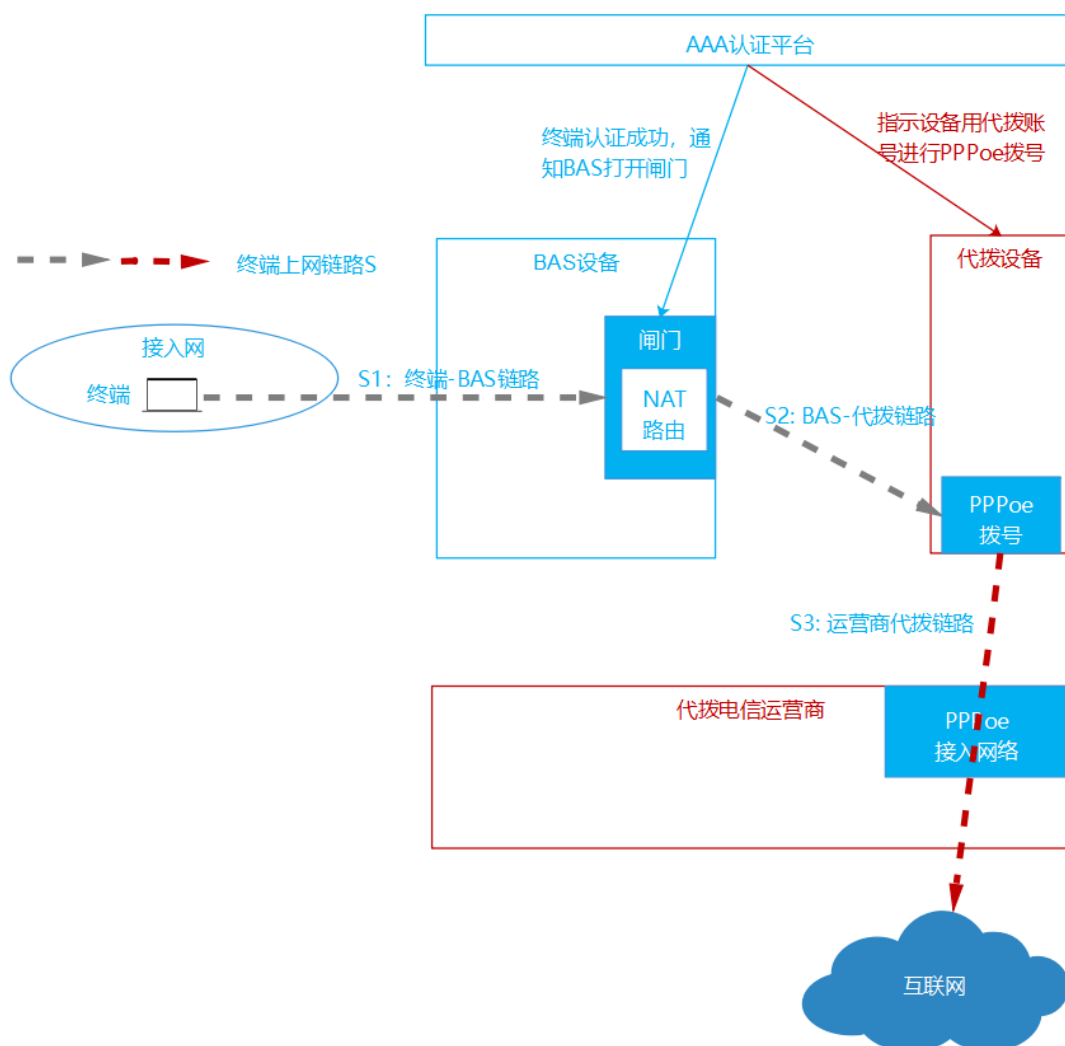 AAA认证平台
终端认证成功，通
知BAS打开闸门
指示设备用代拨账
号进行PPPoe拨号
终端上网链路S
BAS设备
代拨设备
接入网
终端
闸门
S1：终端-BAS链路
NAT
路由
S2: BAS-代拨链路
PPPoe
拨号
S3: 运营商代拨链路
代拨电信运营商
PPPoe
接入网络
互联网